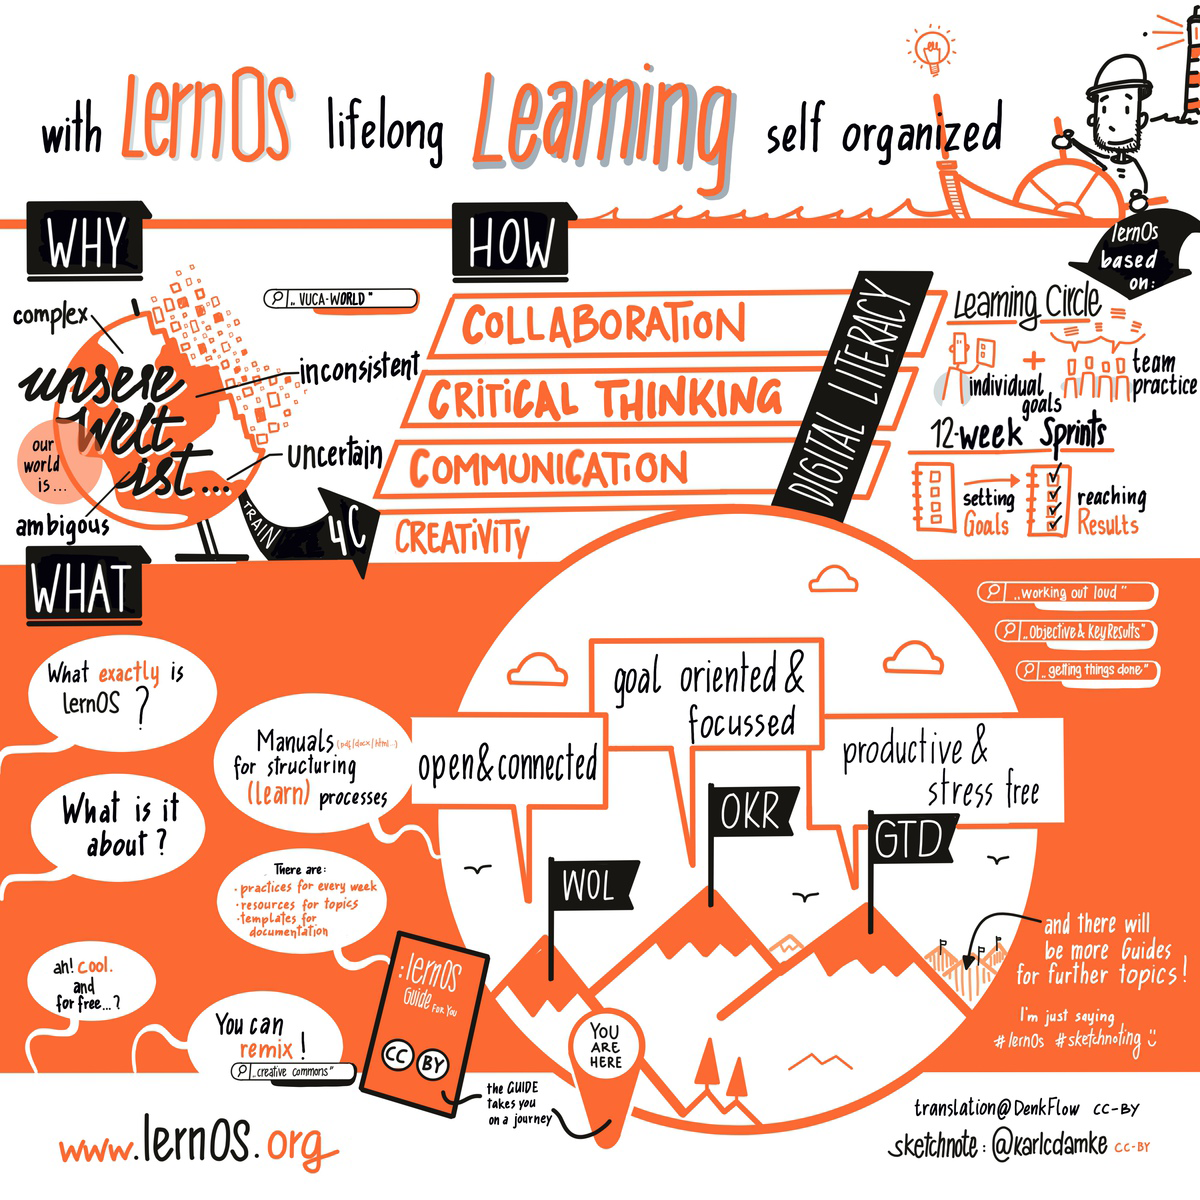 with LernOS lifelong Learning self organized
WHY
HOW
lernOs
based
on:
complex
„VUCA-WORLD"
inconsistent
unsere
welt
ist...
our
world
is...
uncertain
ambigous
TRAIN
4C
COLLABORATION
CRITICAL THINKING
COMMUNICATION
CREATIVITY
DIGITAL LITERACY
Learning Circle
+
individual
goals
team
practice
12-week Sprints
setting
Goals
reaching
Results
WHAT
What exactly is
lernOS ?
Manuals (pdf/docx/html...)
for structuring
(learn) processes
What is it
about ?
There are:
· practices for every week
· resources for topics
· templates for
documentation
ah! cool.
and
for free...?
You can
remix !
„creative commons"
:lernOS
Guide FOR YOU
CC BY
the GUIDE
takes you
on a journey
YOU
ARE
HERE
open & connected
goal oriented &
focussed
productive &
stress free
WOL
OKR
GTD
„working out loud"
„Objective & KeyResults"
„getting things done"
and there will
be more Guides
for further topics!
I'm just saying
#lernOs #sketchnoting
www.lernOS.org
translation@DenkFlow CC-BY
sketchnote: @karlcdamke CC-BY